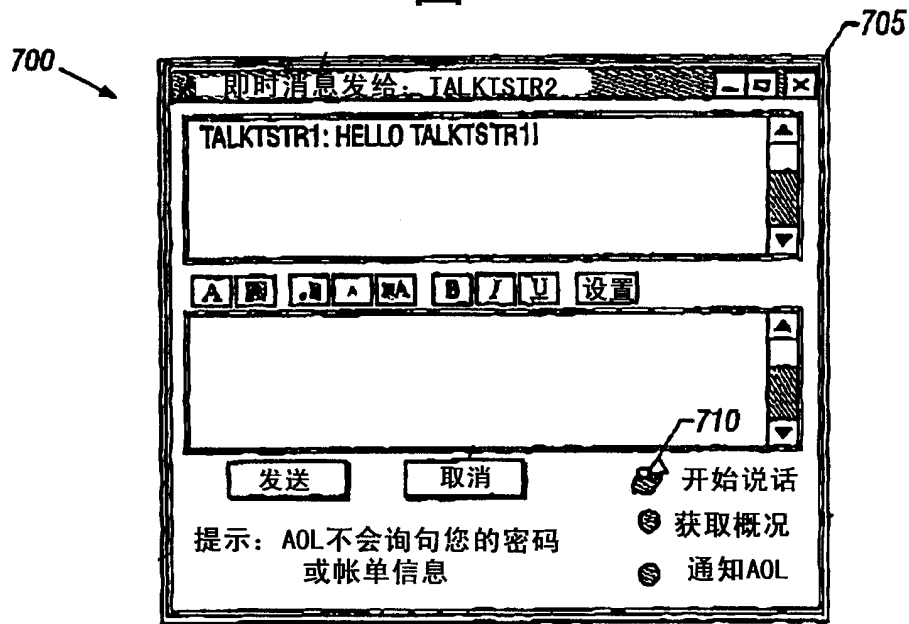 705
700
即时消息发给: TALKTSTR2
TALKTSTR1: HELLO TALKTSTR1!
A A B I U 设置
710
发送 取消 开始说话
获取概况
提示: AOL不会询句您的密码
或帐单信息
通知AOL